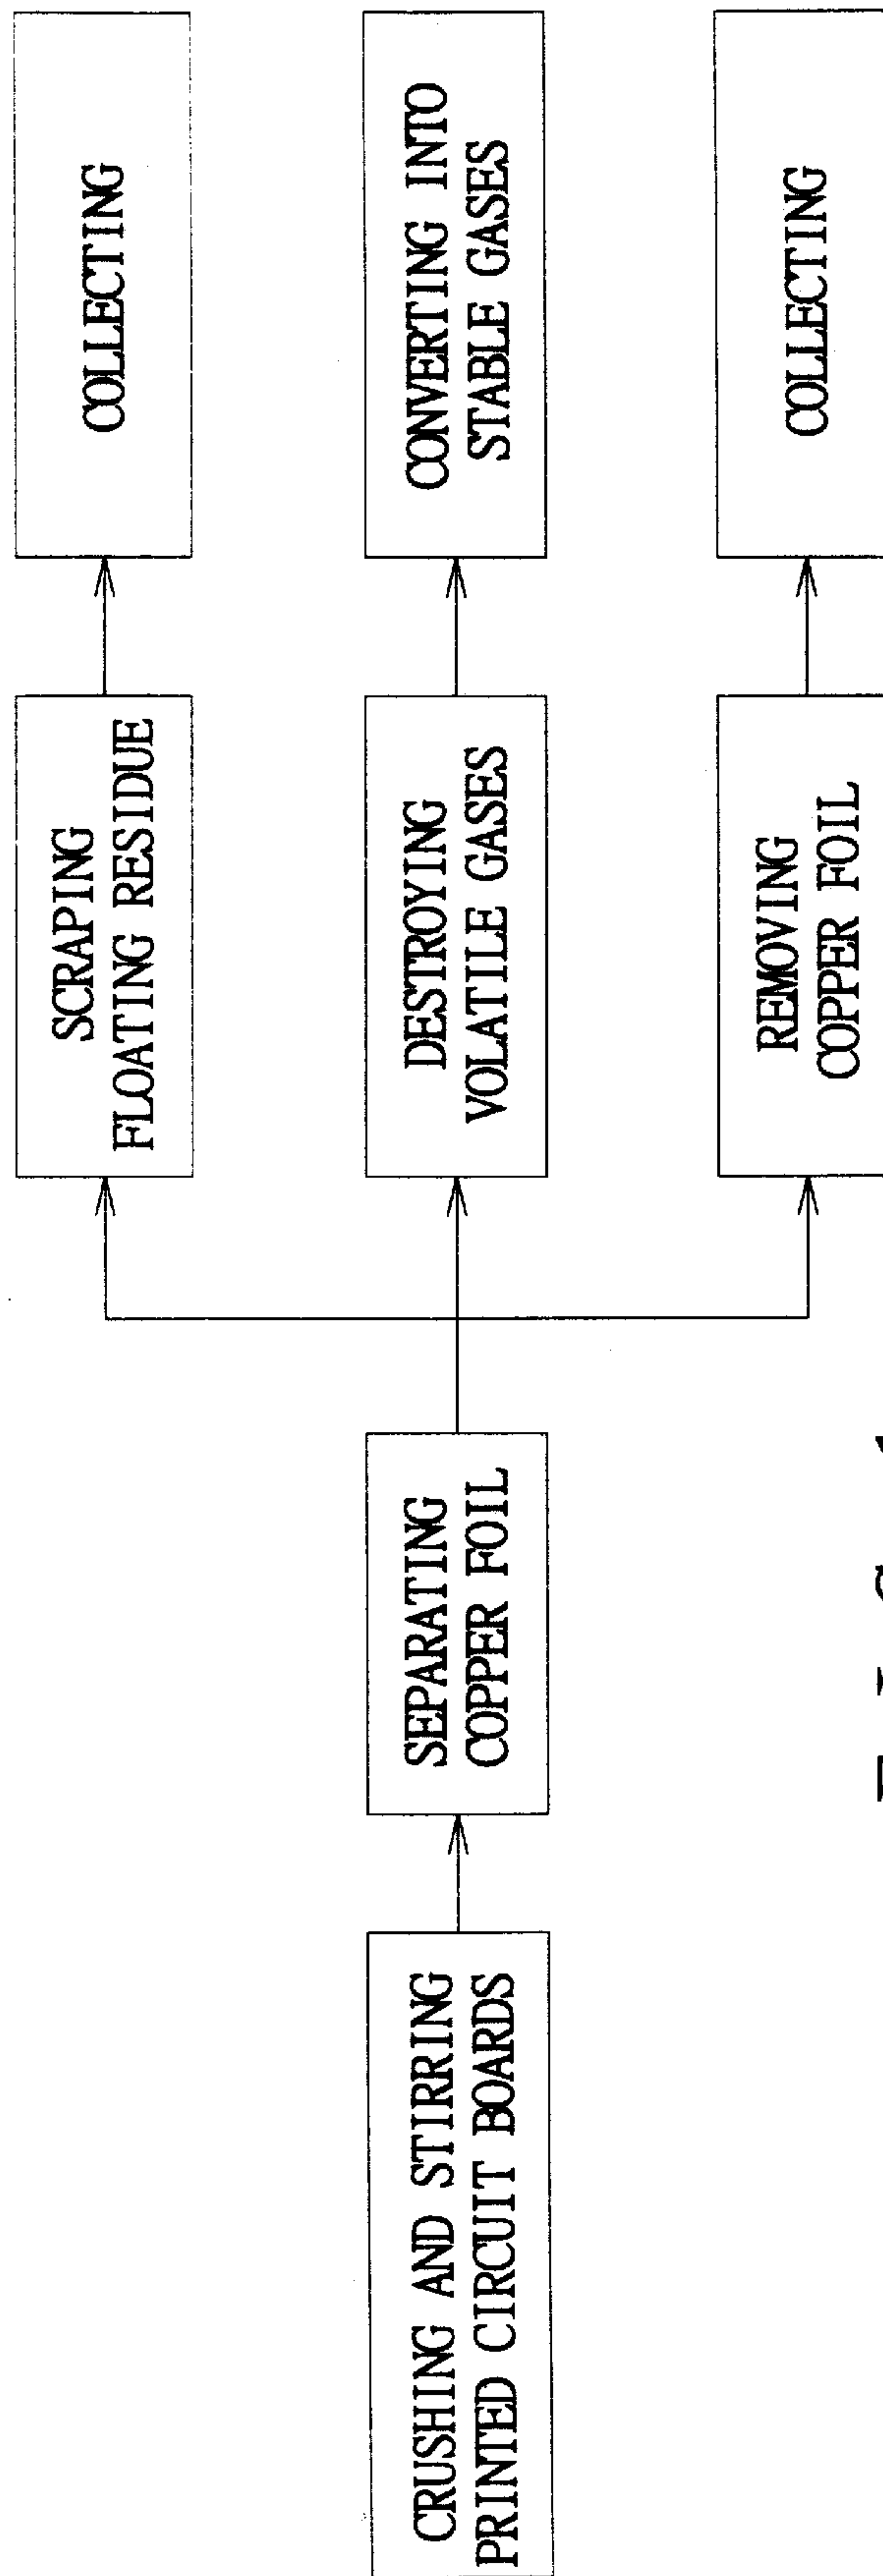 CRUSHING AND STIRRING
PRINTED CIRCUIT BOARDS
SEPARATING
COPPER FOIL
SCRAPING
FLOATING RESIDUE
COLLECTING
DESTROYING
VOLATILE GASES
CONVERTING INTO
STABLE GASES
REMOVING
COPPER FOIL
COLLECTING